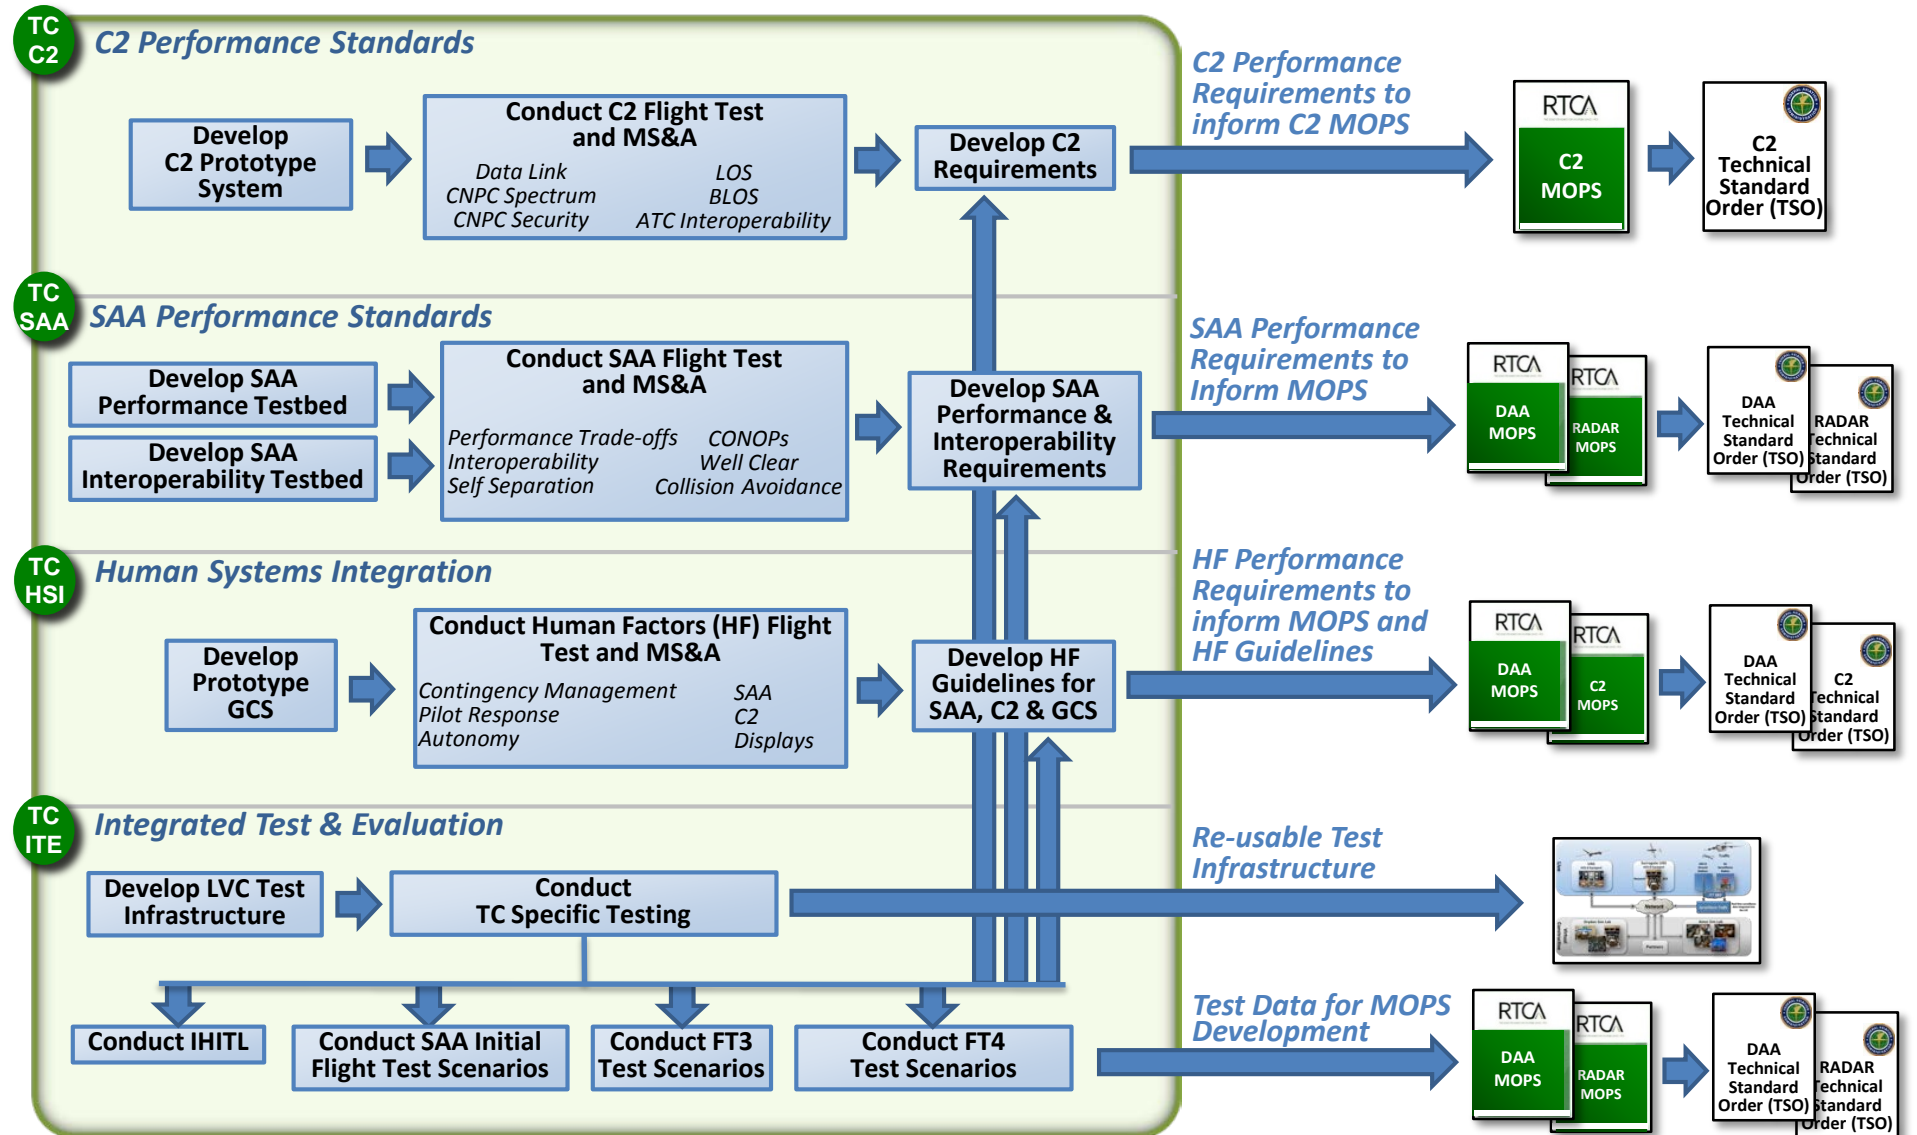 TC
C2
C2 Performance Standards
Develop
C2 Prototype
System
Conduct C2 Flight Test
and MS&A
Data Link
CNPC Spectrum
CNPC Security
LOS
BLOS
ATC Interoperability
Develop C2
Requirements
C2 Performance
Requirements to
inform C2 MOPS
RTCA
C2
MOPS
C2
Technical
Standard
Order (TSO)
TC
SAA
SAA Performance Standards
Develop SAA
Performance Testbed
Develop SAA
Interoperability Testbed
Conduct SAA Flight Test
and MS&A
Performance Trade-offs
Interoperability
Self Separation
CONOPs
Well Clear
Collision Avoidance
Develop SAA
Performance &
Interoperability
Requirements
SAA Performance
Requirements to
Inform MOPS
RTCA
DAA
MOPS
RTCA
RADAR
MOPS
DAA
Technical
Standard
Order (TSO)
RADAR
Technical
Standard
Order (TSO)
TC
HSI
Human Systems Integration
Develop
Prototype
GCS
Conduct Human Factors (HF) Flight
Test and MS&A
Contingency Management
Pilot Response
Autonomy
SAA
C2
Displays
Develop HF
Guidelines for
SAA, C2 & GCS
HF Performance
Requirements to
inform MOPS and
HF Guidelines
RTCA
DAA
MOPS
RTCA
C2
MOPS
DAA
Technical
Standard
Order (TSO)
C2
Technical
Standard
Order (TSO)
TC
ITE
Integrated Test & Evaluation
Develop LVC Test
Infrastructure
Conduct
TC Specific Testing
Re-usable Test
Infrastructure
Network
Partners
Conduct IHITL
Conduct SAA Initial
Flight Test Scenarios
Conduct FT3
Test Scenarios
Conduct FT4
Test Scenarios
Test Data for MOPS
Development
RTCA
DAA
MOPS
RTCA
RADAR
MOPS
DAA
Technical
Standard
Order (TSO)
RADAR
Technical
Standard
Order (TSO)